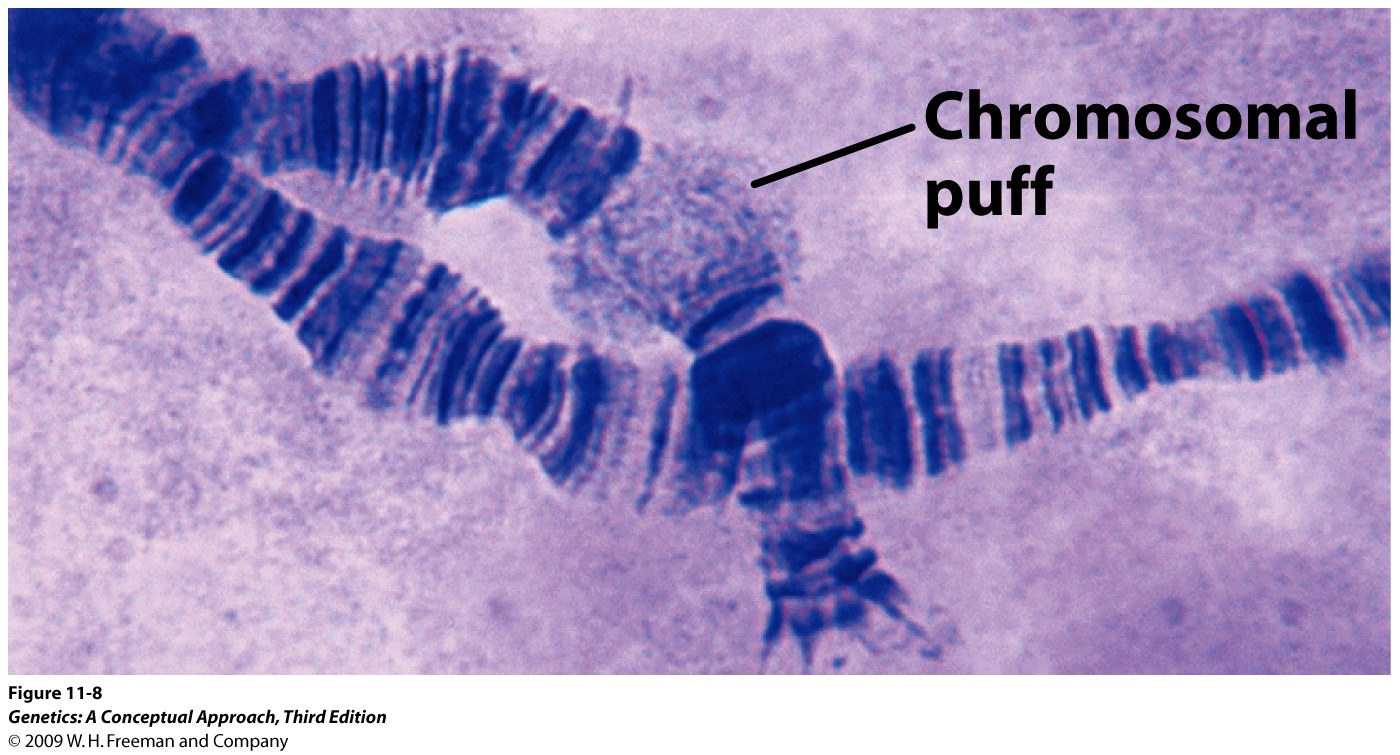 Chromosomal
puff
Figure 11-8
Genetics: A Conceptual Approach, Third Edition
© 2009 W. H. Freeman and Company